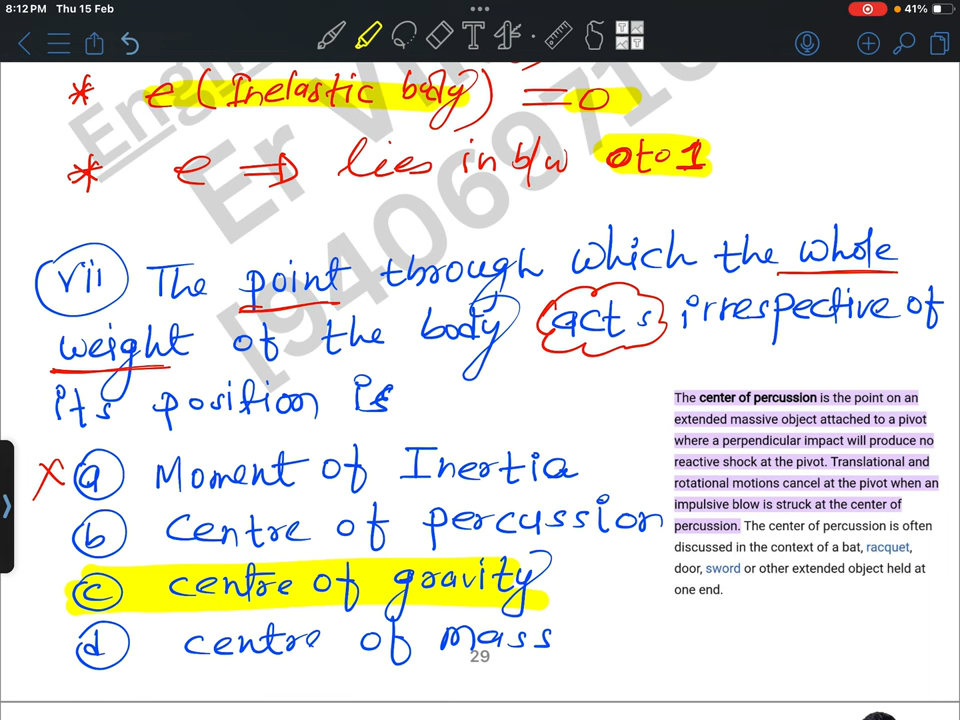 8:12 PM Thu 15 Feb
41%
* e (Inelastic body) = 0
* e ⇒ lies in b/w 0 to 1
Er
[940697
(vii) The point through which the whole
weight of the body acts irrespective of
its position is
The center of percussion is the point on an
extended massive object attached to a pivot
where a perpendicular impact will produce no
reactive shock at the pivot. Translational and
rotational motions cancel at the pivot when an
impulsive blow is struck at the center of
percussion. The center of percussion is often
discussed in the context of a bat, racquet,
door, sword or other extended object held at
one end.
X (a) Moment of Inertia
(b) Centre of percussion
(c) centre of gravity
(d) centre of mass
29